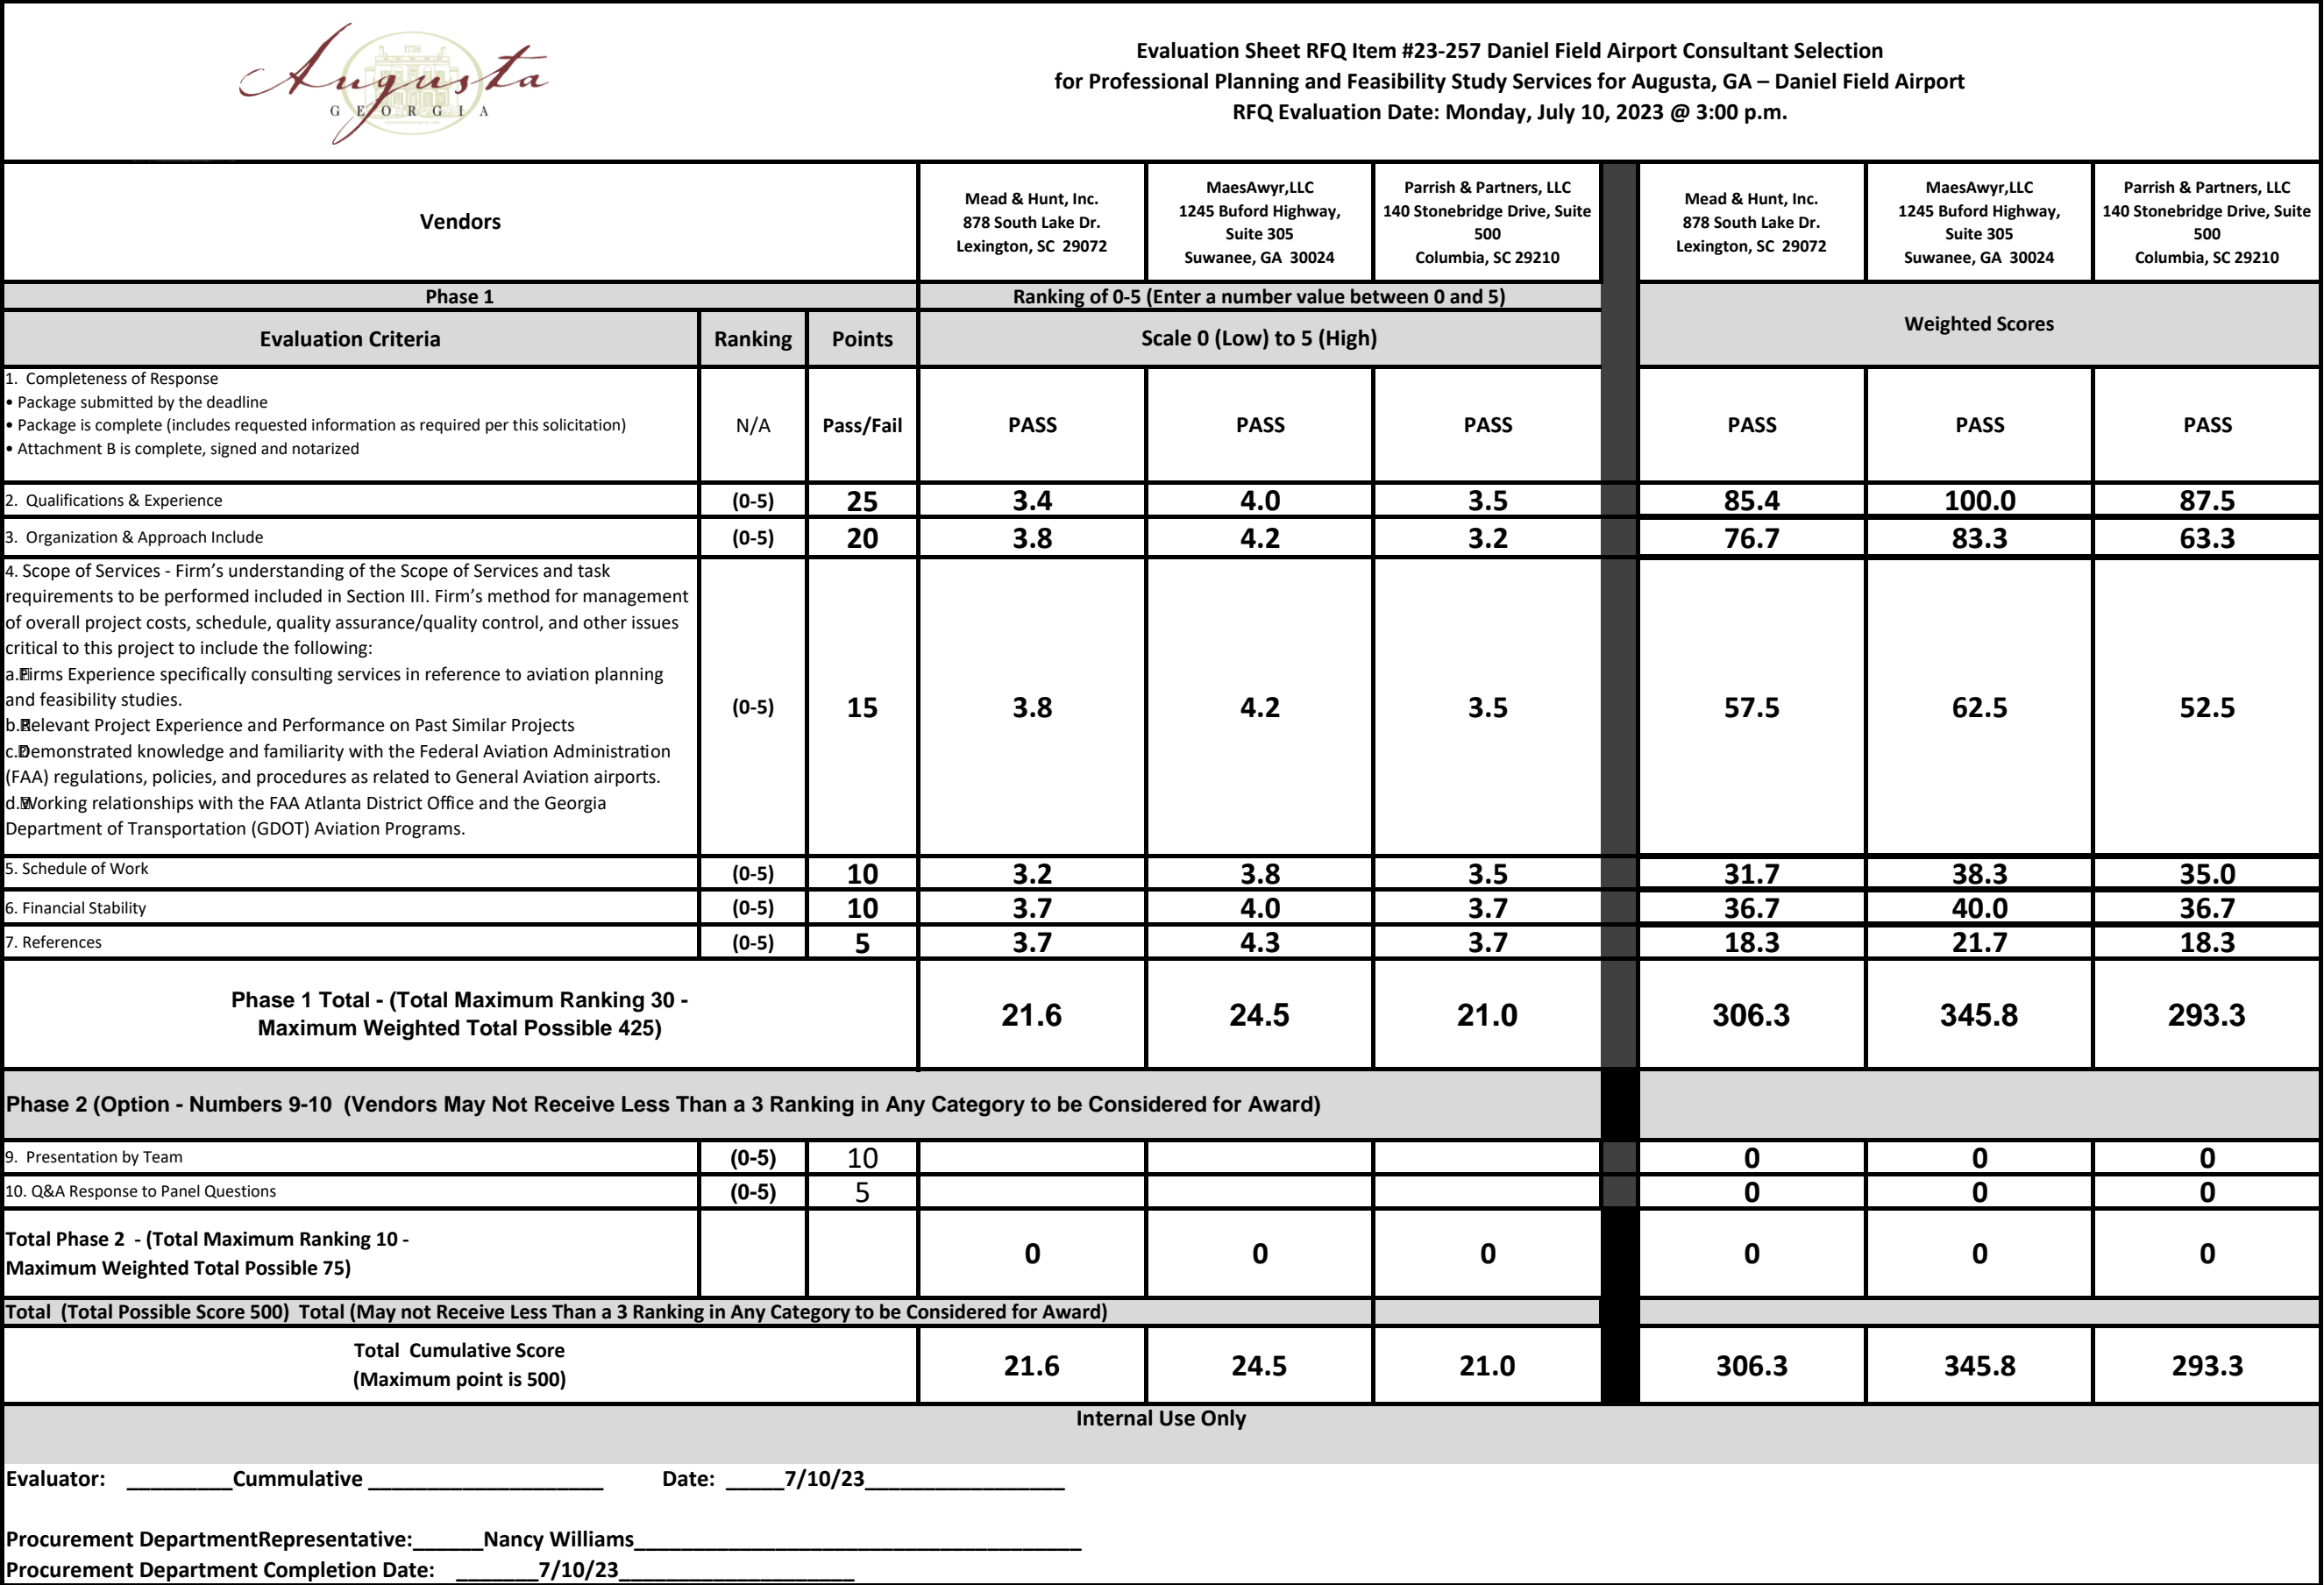 1736
Augusta
GEORGIA
Evaluation Sheet RFQ Item #23-257 Daniel Field Airport Consultant Selection
for Professional Planning and Feasibility Study Services for Augusta, GA – Daniel Field Airport
RFQ Evaluation Date: Monday, July 10, 2023 @ 3:00 p.m.
Vendors
Mead & Hunt, Inc.
878 South Lake Dr.
Lexington, SC 29072
MaesAwyr,LLC
1245 Buford Highway,
Suite 305
Suwanee, GA 30024
Parrish & Partners, LLC
140 Stonebridge Drive, Suite
500
Columbia, SC 29210
Mead & Hunt, Inc.
878 South Lake Dr.
Lexington, SC 29072
MaesAwyr,LLC
1245 Buford Highway,
Suite 305
Suwanee, GA 30024
Parrish & Partners, LLC
140 Stonebridge Drive, Suite
500
Columbia, SC 29210
Phase 1
Ranking of 0-5 (Enter a number value between 0 and 5)
Weighted Scores
Evaluation Criteria Ranking Points Scale 0 (Low) to 5 (High)
1. Completeness of Response
• Package submitted by the deadline
• Package is complete (includes requested information as required per this solicitation)
• Attachment B is complete, signed and notarized
N/A Pass/Fail PASS PASS PASS PASS PASS PASS
2. Qualifications & Experience (0-5) 25 3.4 4.0 3.5 85.4 100.0 87.5
3. Organization & Approach Include (0-5) 20 3.8 4.2 3.2 76.7 83.3 63.3
4. Scope of Services - Firm's understanding of the Scope of Services and task
requirements to be performed included in Section III. Firm's method for management
of overall project costs, schedule, quality assurance/quality control, and other issues
critical to this project to include the following:
a. Firms Experience specifically consulting services in reference to aviation planning
and feasibility studies.
b. Relevant Project Experience and Performance on Past Similar Projects
c. Demonstrated knowledge and familiarity with the Federal Aviation Administration
(FAA) regulations, policies, and procedures as related to General Aviation airports.
d. Working relationships with the FAA Atlanta District Office and the Georgia
Department of Transportation (GDOT) Aviation Programs.
(0-5) 15 3.8 4.2 3.5 57.5 62.5 52.5
5. Schedule of Work (0-5) 10 3.2 3.8 3.5 31.7 38.3 35.0
6. Financial Stability (0-5) 10 3.7 4.0 3.7 36.7 40.0 36.7
7. References (0-5) 5 3.7 4.3 3.7 18.3 21.7 18.3
Phase 1 Total - (Total Maximum Ranking 30 -
Maximum Weighted Total Possible 425)
21.6 24.5 21.0 306.3 345.8 293.3
Phase 2 (Option - Numbers 9-10 (Vendors May Not Receive Less Than a 3 Ranking in Any Category to be Considered for Award)
9. Presentation by Team (0-5) 10 0 0 0
10. Q&A Response to Panel Questions (0-5) 5 0 0 0
Total Phase 2 - (Total Maximum Ranking 10 -
Maximum Weighted Total Possible 75)
0 0 0 0 0 0
Total (Total Possible Score 500) Total (May not Receive Less Than a 3 Ranking in Any Category to be Considered for Award)
Total Cumulative Score
(Maximum point is 500)
21.6 24.5 21.0 306.3 345.8 293.3
Internal Use Only
Evaluator: _________Cummulative ____________________ Date: _____7/10/23_________________
Procurement DepartmentRepresentative:______Nancy Williams______________________________________
Procurement Department Completion Date: _______7/10/23____________________